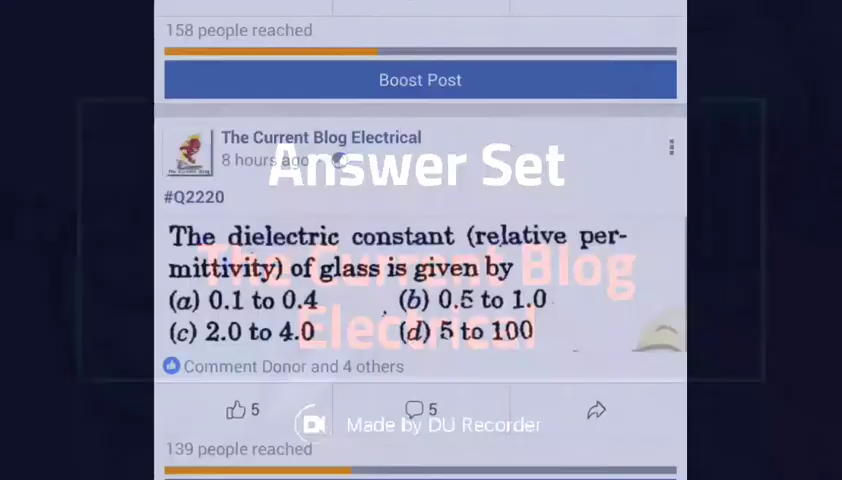 158 people reached
Boost Post
The Current Blog Electrical
8 hours ago
Answer Set
#Q2220
The dielectric constant (relative per-
mittivity) of glass is given by
The Current Blog
(a) 0.1 to 0.4 (b) 0.5 to 1.0
Electrical
(c) 2.0 to 4.0 (d) 5 to 100
Comment Donor and 4 others
5 5
Made by DU Recorder
139 people reached